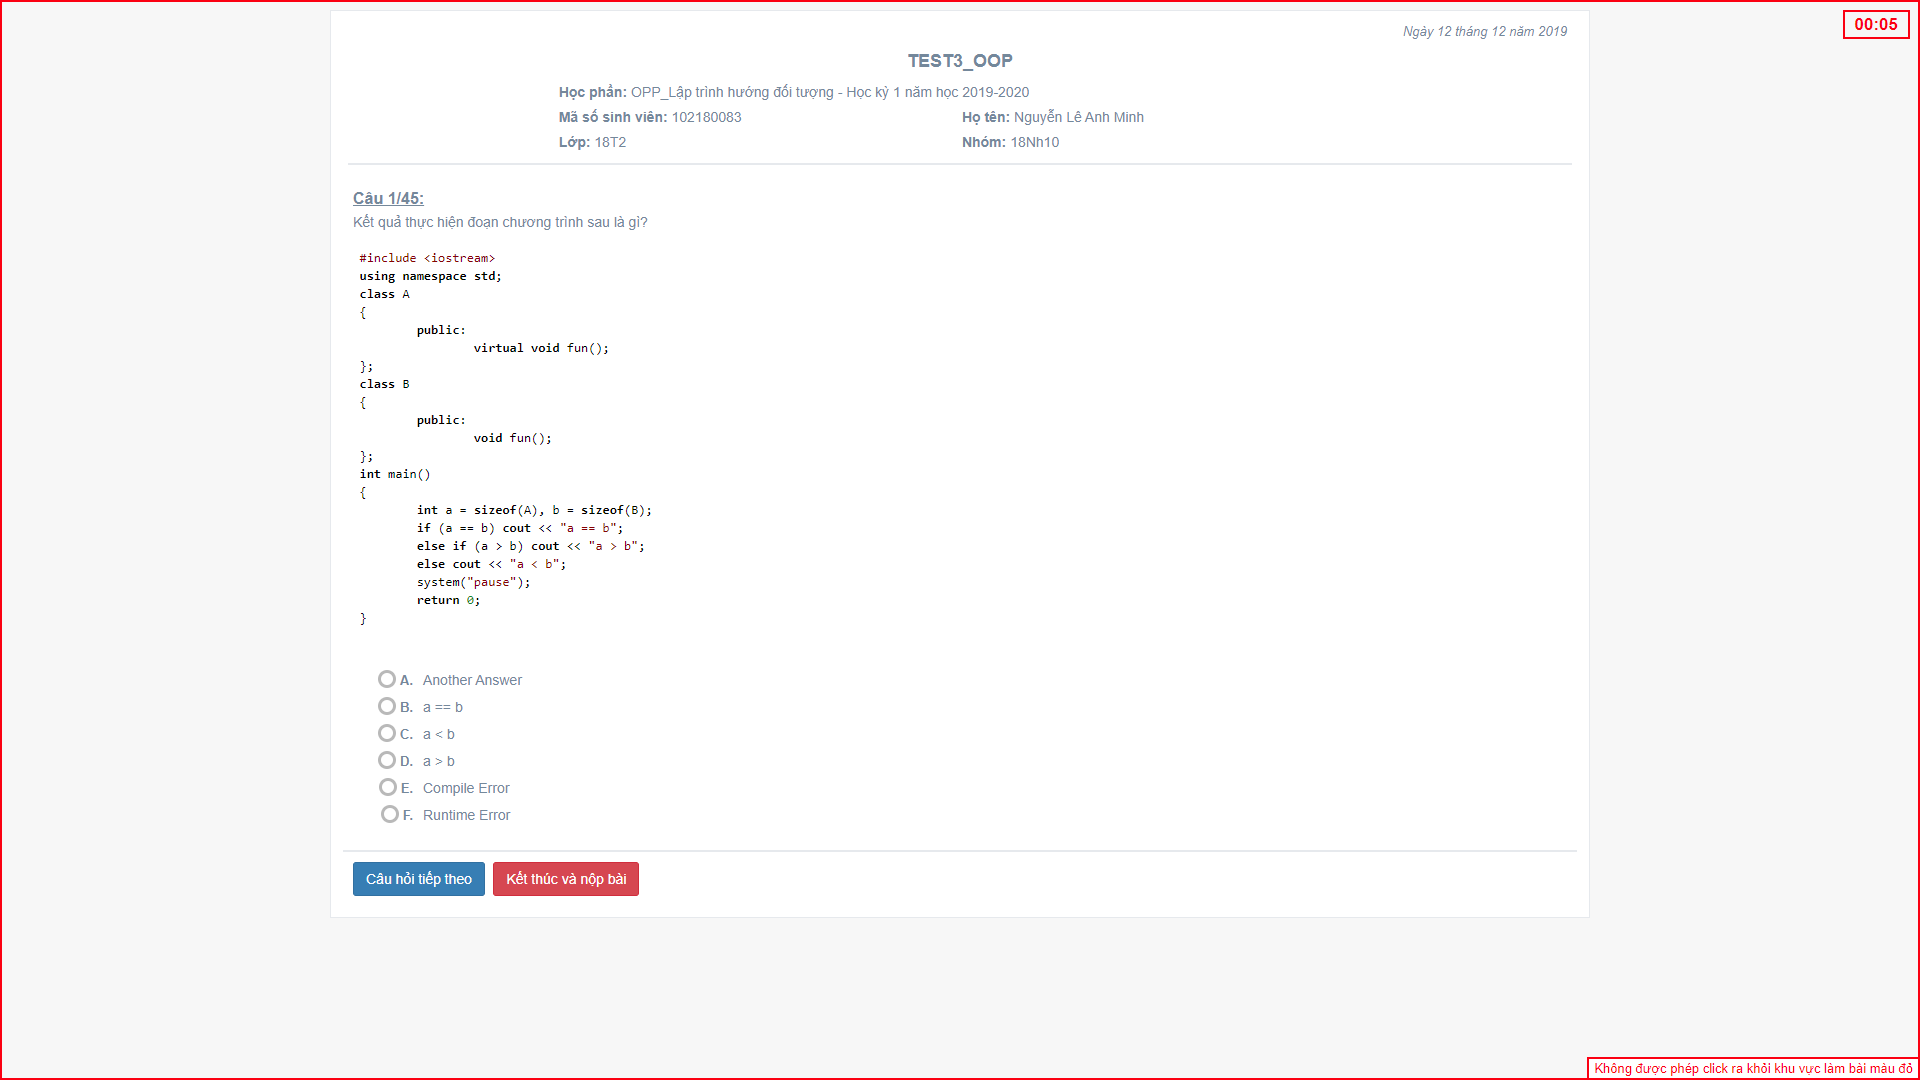 00:05
Ngày 12 tháng 12 năm 2019
TEST3_OOP
Học phần: OPP_Lập trình hướng đối tượng - Học kỳ 1 năm học 2019-2020
Mã số sinh viên: 102180083 Họ tên: Nguyễn Lê Anh Minh
Lớp: 18T2 Nhóm: 18Nh10
Câu 1/45:
Kết quả thực hiện đoạn chương trình sau là gì?
#include <iostream>
using namespace std;
class A
{
        public:
                virtual void fun();
};
class B
{
        public:
                void fun();
};
int main()
{
        int a = sizeof(A), b = sizeof(B);
        if (a == b) cout << "a == b";
        else if (a > b) cout << "a > b";
        else cout << "a < b";
        system("pause");
        return 0;
}
A. Another Answer
B. a == b
C. a < b
D. a > b
E. Compile Error
F. Runtime Error
Câu hỏi tiếp theo Kết thúc và nộp bài
Không được phép click ra khỏi khu vực làm bài màu đỏ